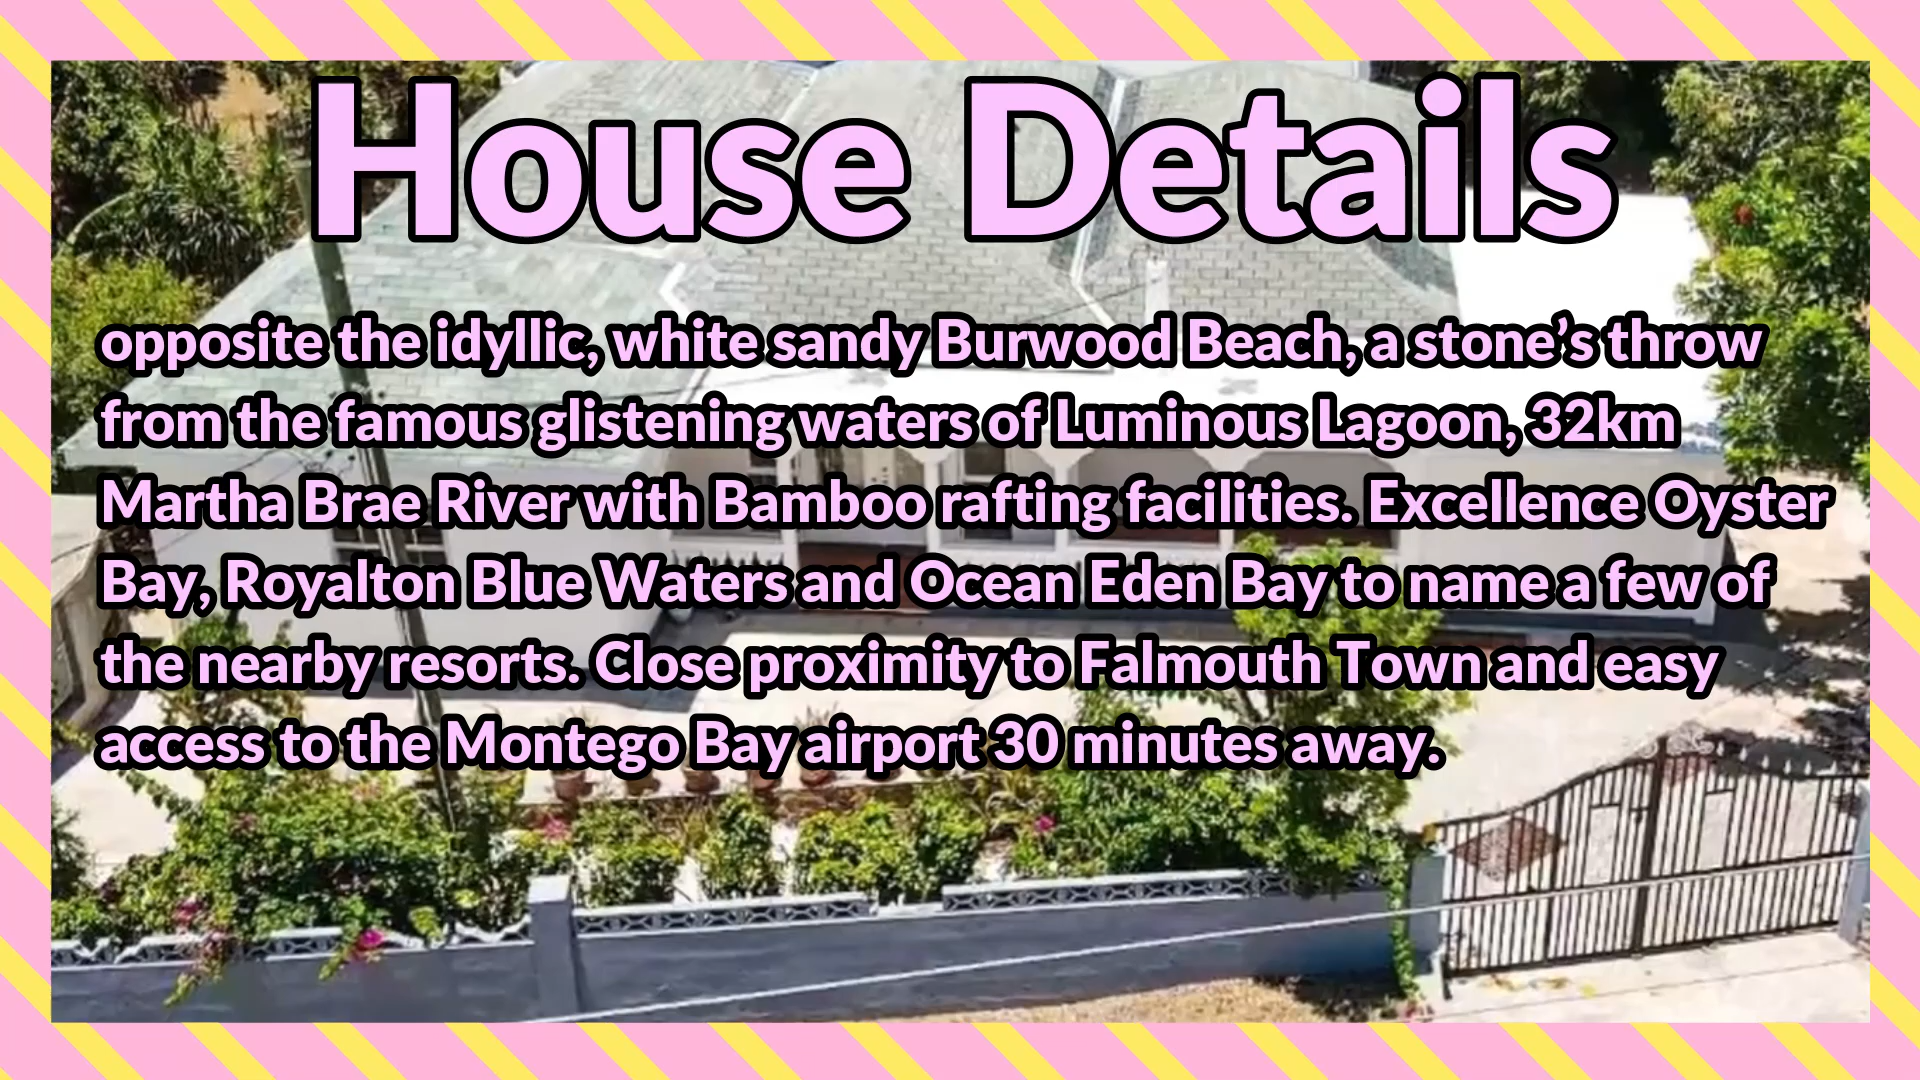 House Details
opposite the idyllic, white sandy Burwood Beach, a stone’s throw
from the famous glistening waters of Luminous Lagoon, 32km
Martha Brae River with Bamboo rafting facilities. Excellence Oyster
Bay, Royalton Blue Waters and Ocean Eden Bay to name a few of
the nearby resorts. Close proximity to Falmouth Town and easy
access to the Montego Bay airport 30 minutes away.